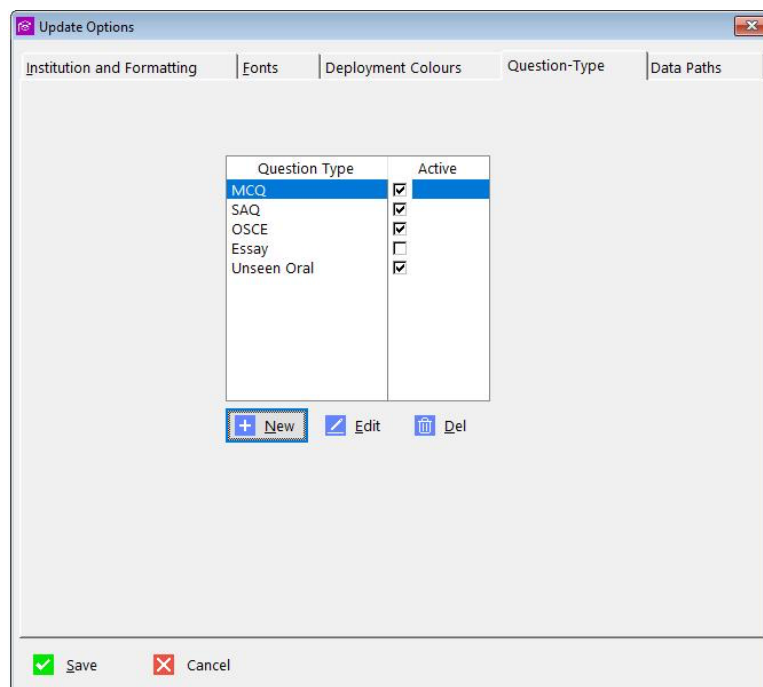 Update Options
Institution and Formatting Fonts Deployment Colours Question-Type Data Paths
Question Type Active
MCQ
SAQ
OSCE
Essay
Unseen Oral
New Edit Del
Save Cancel